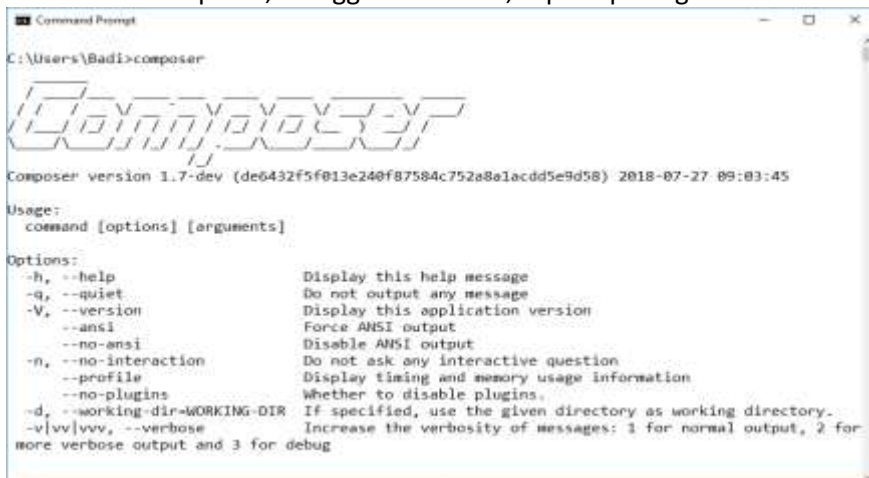 Command Prompt
C:\Users\Badi>composer
Composer
Composer version 1.7-dev (de6432f5f013e240f87584c752a8a1acdd5e9d58) 2018-07-27 09:03:45
Usage:
command [options] [arguments]
Options:
-h, --help Display this help message
-q, --quiet Do not output any message
-V, --version Display this application version
--ansi Force ANSI output
--no-ansi Disable ANSI output
-n, --no-interaction Do not ask any interactive question
--profile Display timing and memory usage information
--no-plugins Whether to disable plugins.
-d, --working-dir=WORKING-DIR If specified, use the given directory as working directory.
-v|vv|vvv, --verbose Increase the verbosity of messages: 1 for normal output, 2 for
more verbose output and 3 for debug